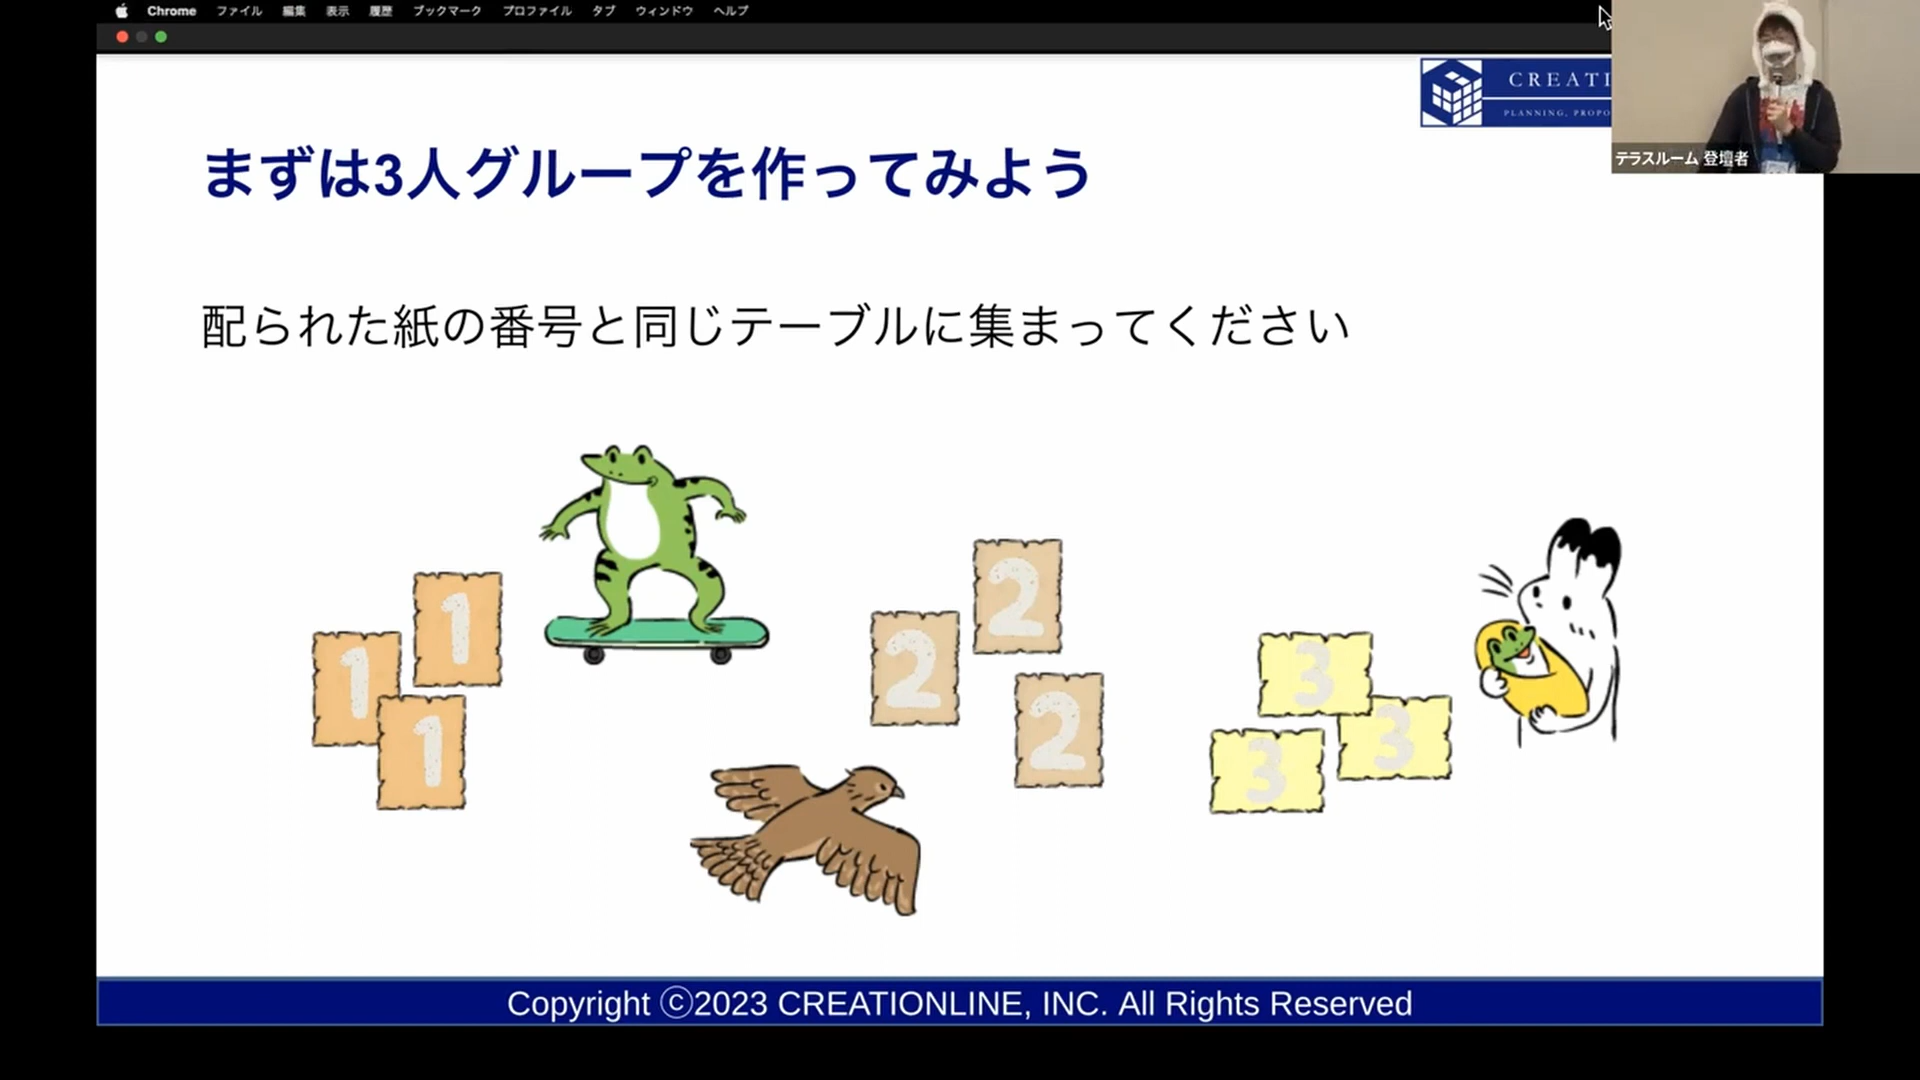 Chrome ファイル 編集 表示 履歴 ブックマーク プロファイル タブ ウィンドウ ヘルプ
CREATI
PLANNING, PROPO
テラスルーム 登壇者
まずは3人グループを作ってみよう
配られた紙の番号と同じテーブルに集まってください
1
1
1
2
2
2
3
3
3
Copyright ©2023 CREATIONLINE, INC. All Rights Reserved